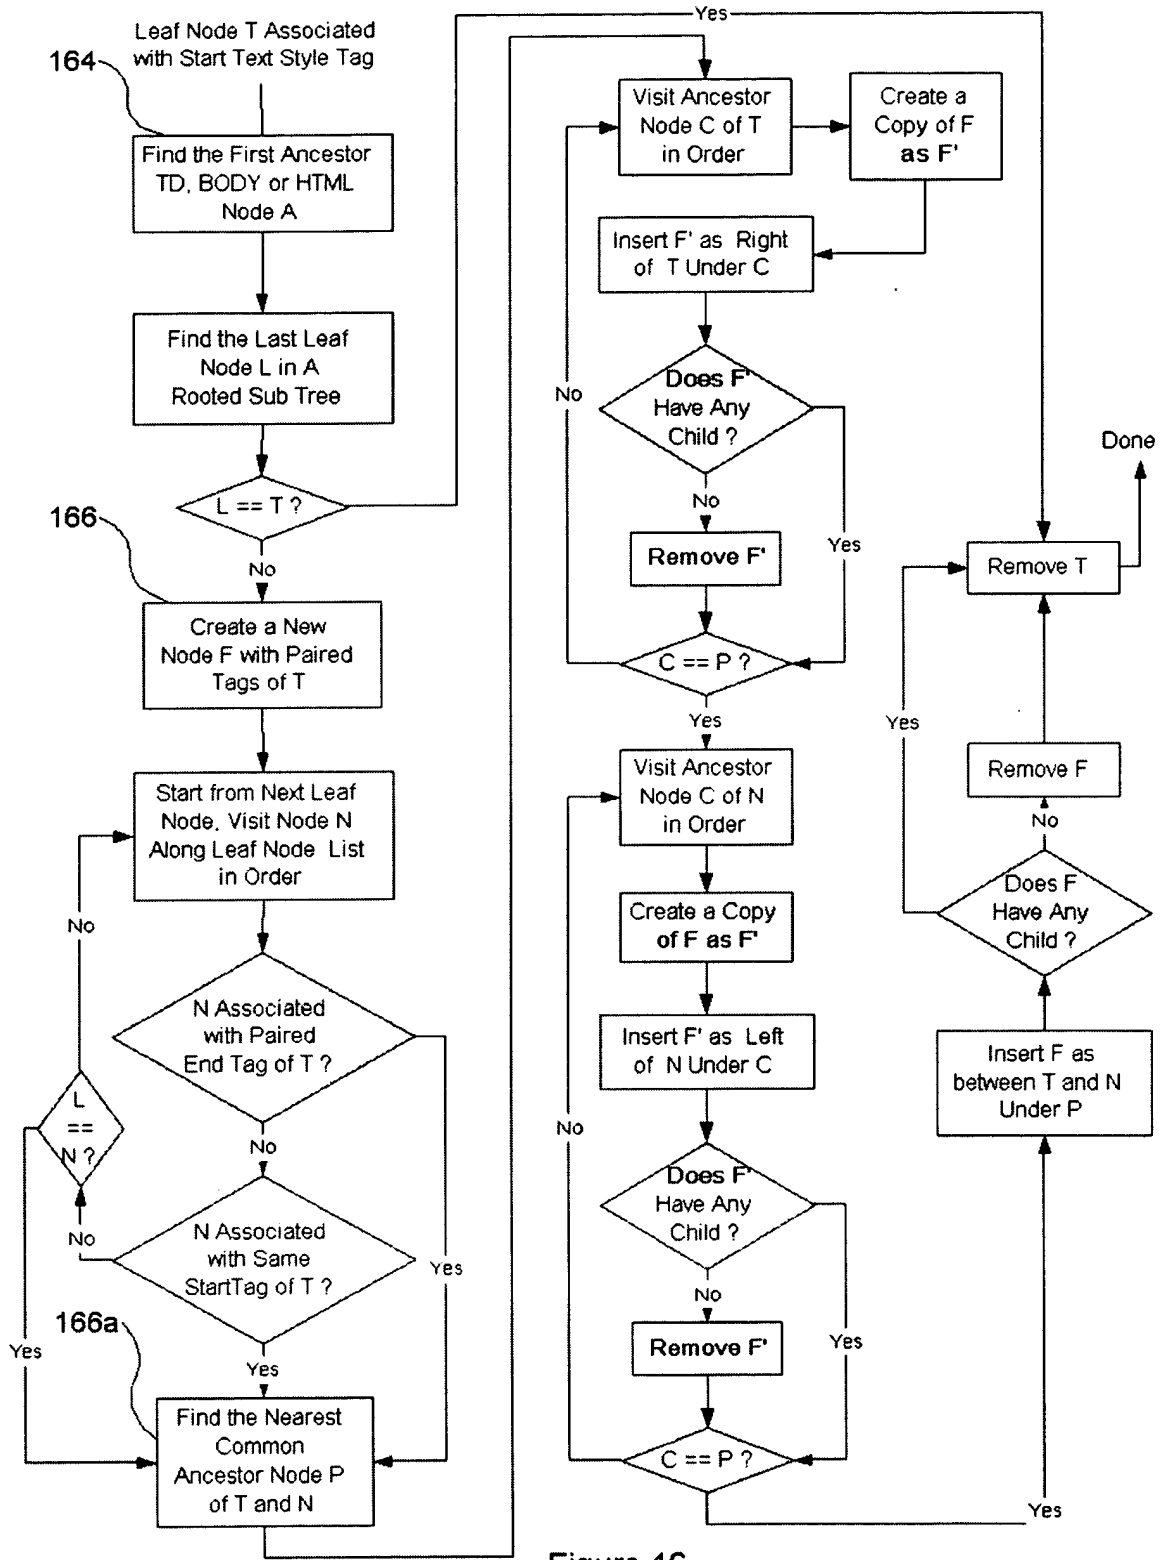 Leaf Node T Associated
with Start Text Style Tag
164
Find the First Ancestor
TD, BODY or HTML
Node A
Find the Last Leaf
Node L in A
Rooted Sub Tree
L == T ?
Yes
No
166
Create a New
Node F with Paired
Tags of T
Start from Next Leaf
Node, Visit Node N
Along Leaf Node List
in Order
No
N Associated
with Paired
End Tag of T ?
L
==
N ?
No
No
N Associated
with Same
StartTag of T ?
Yes
Yes
166a
Yes
Find the Nearest
Common
Ancestor Node P
of T and N
Visit Ancestor
Node C of T
in Order
Create a
Copy of F
as F'
Insert F' as Right
of T Under C
No
Does F'
Have Any
Child ?
No
Yes
Remove F'
C == P ?
Yes
Visit Ancestor
Node C of N
in Order
Create a Copy
of F as F'
Insert F' as Left
of N Under C
No
Does F'
Have Any
Child ?
No
Yes
Remove F'
C == P ?
Yes
Insert F as
between T and N
Under P
Does F
Have Any
Child ?
No
Yes
Remove F
Remove T
Done